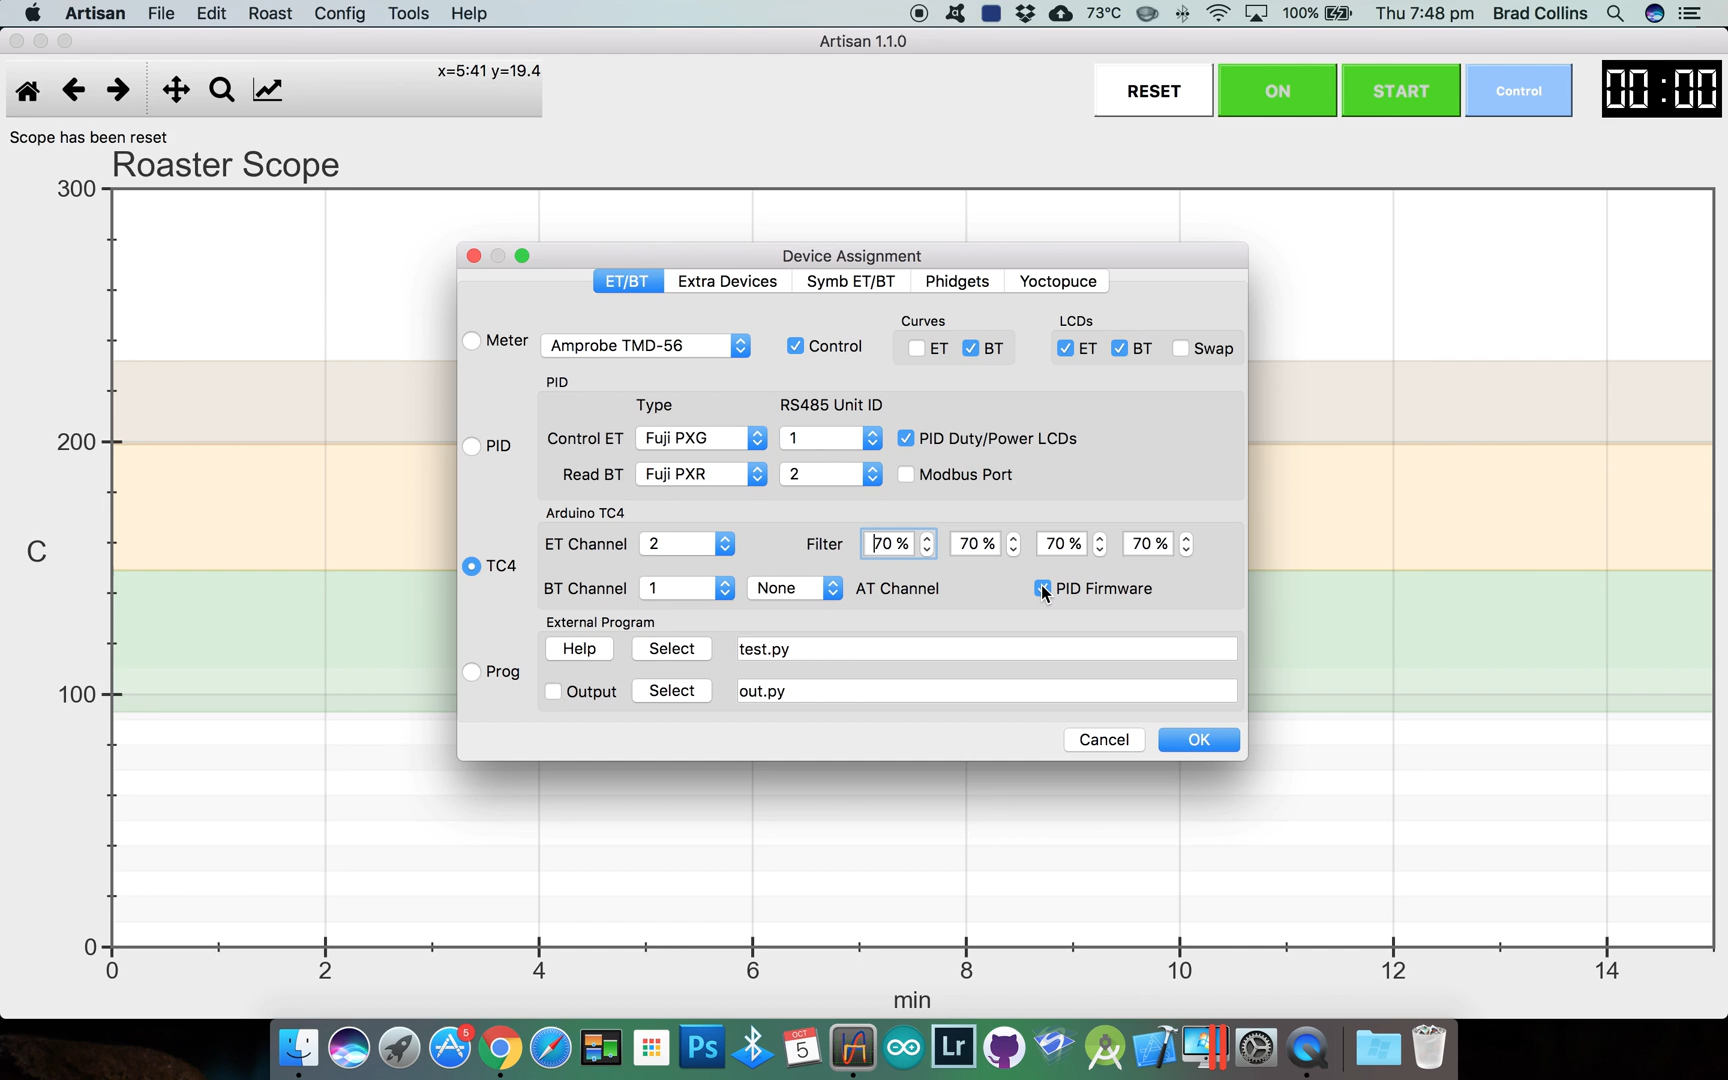 Artisan File Edit Roast Config Tools Help 73°C 100% Thu 7:48 pm Brad Collins
Artisan 1.1.0
x=5:41 y=19.4
RESET ON START Control 00:00
Scope has been reset
Roaster Scope
300
200
100
0
C
0 2 4 6 8 10 12 14
min
Device Assignment
ET/BT Extra Devices Symb ET/BT Phidgets Yoctopuce
Curves LCDs
Meter Amprobe TMD-56 Control ET BT ET BT Swap
PID
Type RS485 Unit ID
Control ET Fuji PXG 1 PID Duty/Power LCDs
PID
Read BT Fuji PXR 2 Modbus Port
Arduino TC4
ET Channel 2 Filter 70 % 70 % 70 % 70 %
TC4
BT Channel 1 None AT Channel PID Firmware
External Program
Help Select test.py
Prog
Output Select out.py
Cancel OK
5
Ps
OCT
5
Lr